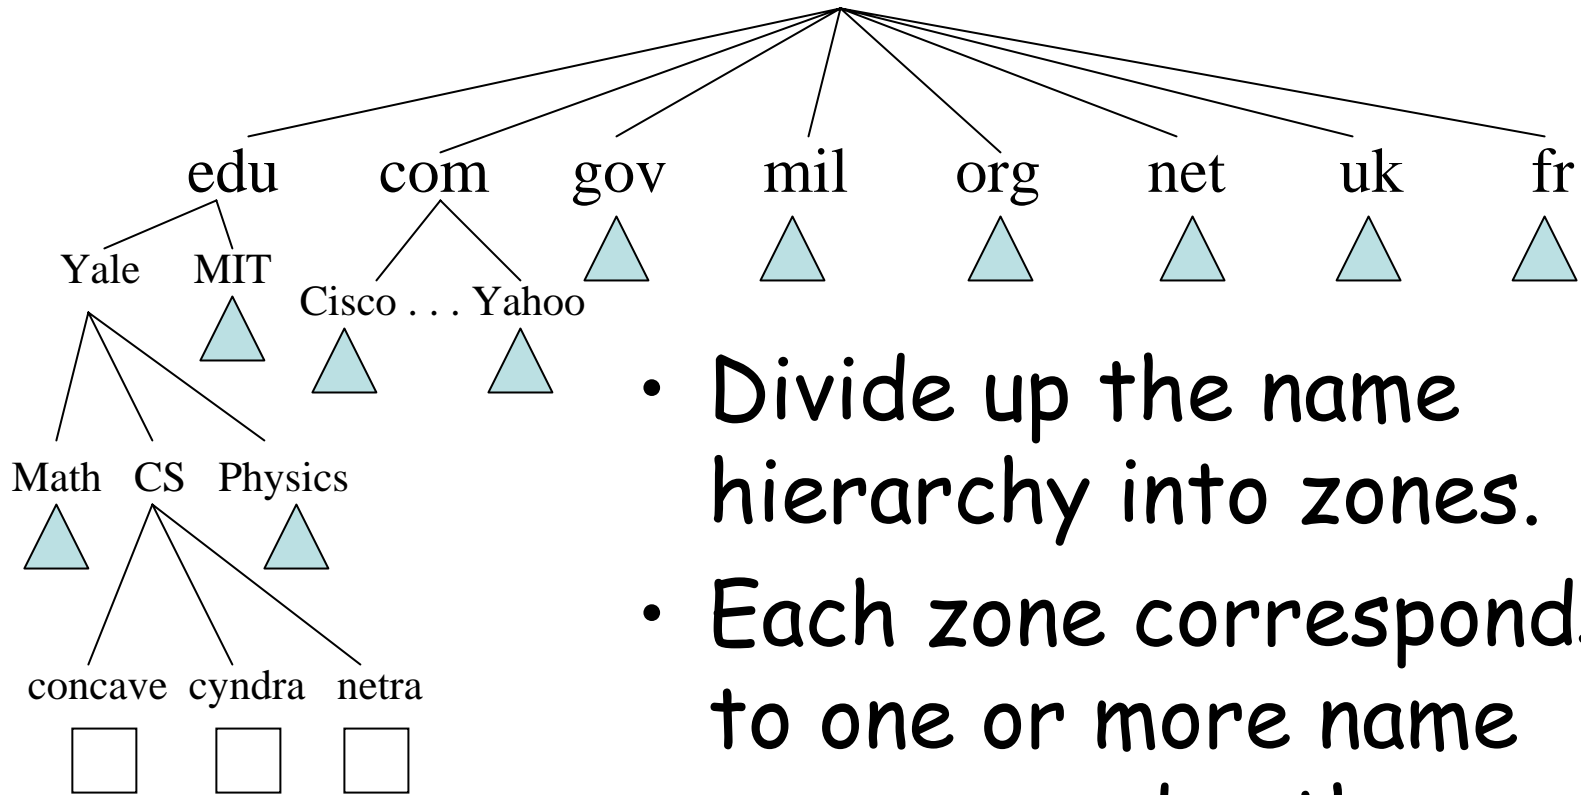 edu com gov mil org net uk fr
Yale MIT
Cisco . . . Yahoo
• Divide up the name
hierarchy into zones.
Math CS Physics
• Each zone correspond
to one or more name
concave cyndra netra